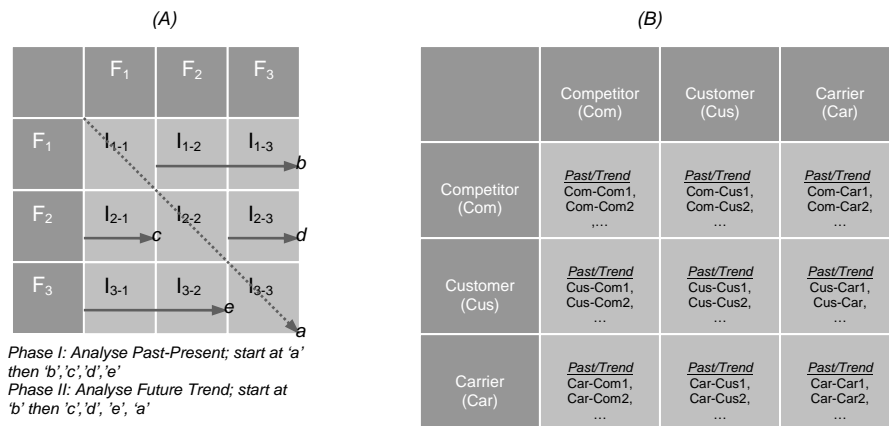 (A)
F1 F2 F3
F1 I1-1 I1-2 I1-3
b
F2 I2-1 I2-2 I2-3
c d
F3 I3-1 I3-2 I3-3
e
a
Phase I: Analyse Past-Present; start at ‘a’
then ‘b’,‘c’,‘d’,’e’
Phase II: Analyse Future Trend; start at
‘b’ then ’c’,’d’, ’e’, ‘a’
(B)
Competitor Customer Carrier
(Com) (Cus) (Car)
Competitor
(Com)
Past/Trend
Com-Com1,
Com-Com2
,…
Past/Trend
Com-Cus1,
Com-Cus2,
…
Past/Trend
Com-Car1,
Com-Car2,
…
Customer
(Cus)
Past/Trend
Cus-Com1,
Cus-Com2,
…
Past/Trend
Cus-Cus1,
Cus-Cus2,
…
Past/Trend
Cus-Car1,
Cus-Car,
…
Carrier
(Car)
Past/Trend
Car-Com1,
Car-Com2,
…
Past/Trend
Car-Cus1,
Car-Cus2,
…
Past/Trend
Car-Car1,
Car-Car2,
…